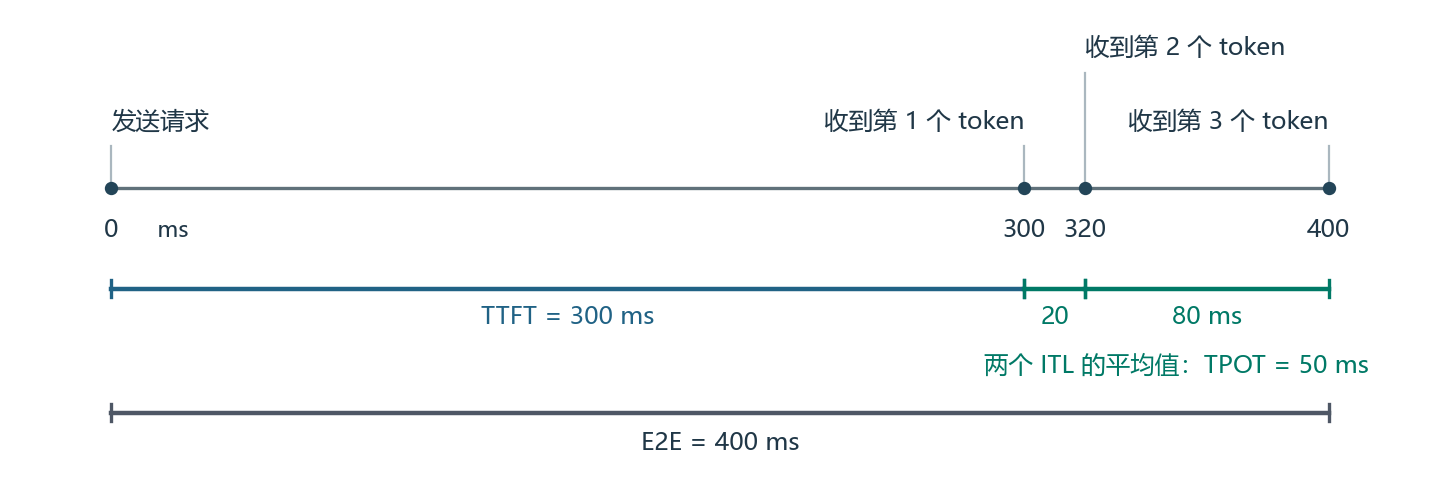 收到第 2 个 token
发送请求
收到第 1 个 token
收到第 3 个 token
0 ms 300 320 400
TTFT = 300 ms
20
80 ms
两个 ITL 的平均值：TPOT = 50 ms
E2E = 400 ms